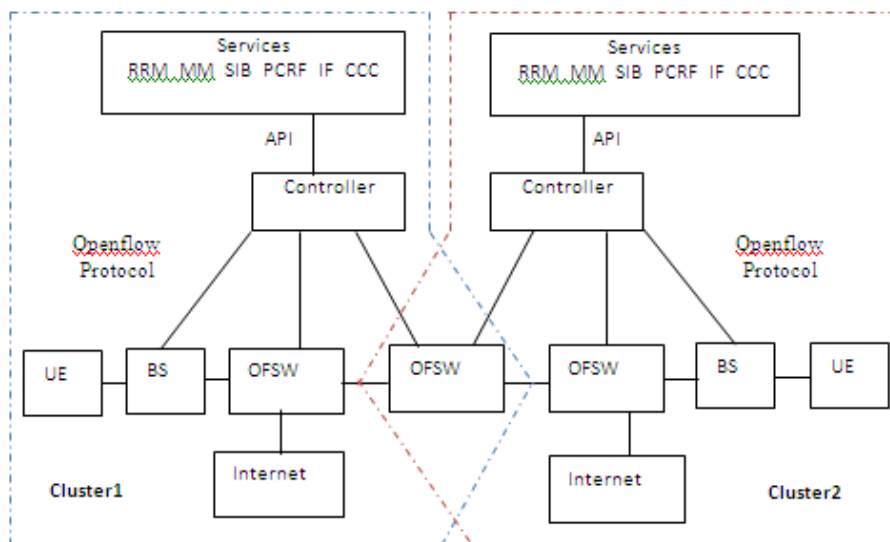 Services
RRM MM SIB PCRF IF CCC
Services
RRM MM SIB PCRF IF CCC
API
API
Controller
Controller
Openflow
Protocol
Openflow
Protocol
UE
BS
OFSW
OFSW
OFSW
BS
UE
Internet
Internet
Cluster1
Cluster2